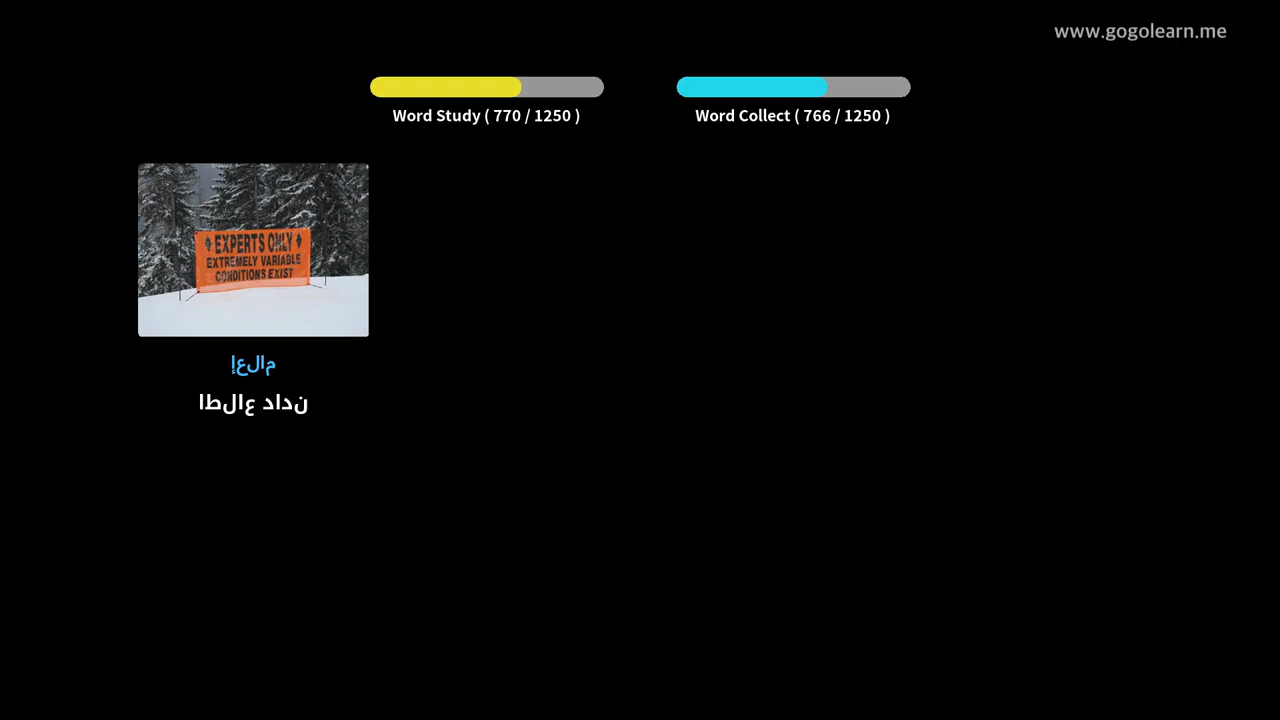 www.gogolearn.me
Word Study ( 770 / 1250 )
Word Collect ( 766 / 1250 )
EXPERTS ONLY
EXTREMELY VARIABLE
CONDITIONS EXIST
إعلام
اطلاع دادن